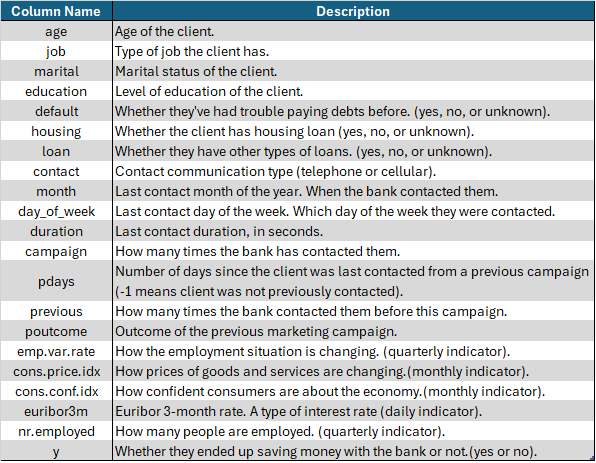 Column Name Description
age Age of the client.
job Type of job the client has.
marital Marital status of the client.
education Level of education of the client.
default Whether they've had trouble paying debts before. (yes, no, or unknown).
housing Whether the client has housing loan (yes, no, or unknown).
loan Whether they have other types of loans. (yes, no, or unknown).
contact Contact communication type (telephone or cellular).
month Last contact month of the year. When the bank contacted them.
day_of_week Last contact day of the week. Which day of the week they were contacted.
duration Last contact duration, in seconds.
campaign How many times the bank has contacted them.
pdays Number of days since the client was last contacted from a previous campaign
(-1 means client was not previously contacted).
previous How many times the bank contacted them before this campaign.
poutcome Outcome of the previous marketing campaign.
emp.var.rate How the employment situation is changing. (quarterly indicator).
cons.price.idx How prices of goods and services are changing.(monthly indicator).
cons.conf.idx How confident consumers are about the economy.(monthly indicator).
euribor3m Euribor 3-month rate. A type of interest rate (daily indicator).
nr.employed How many people are employed. (quarterly indicator).
y Whether they ended up saving money with the bank or not.(yes or no).